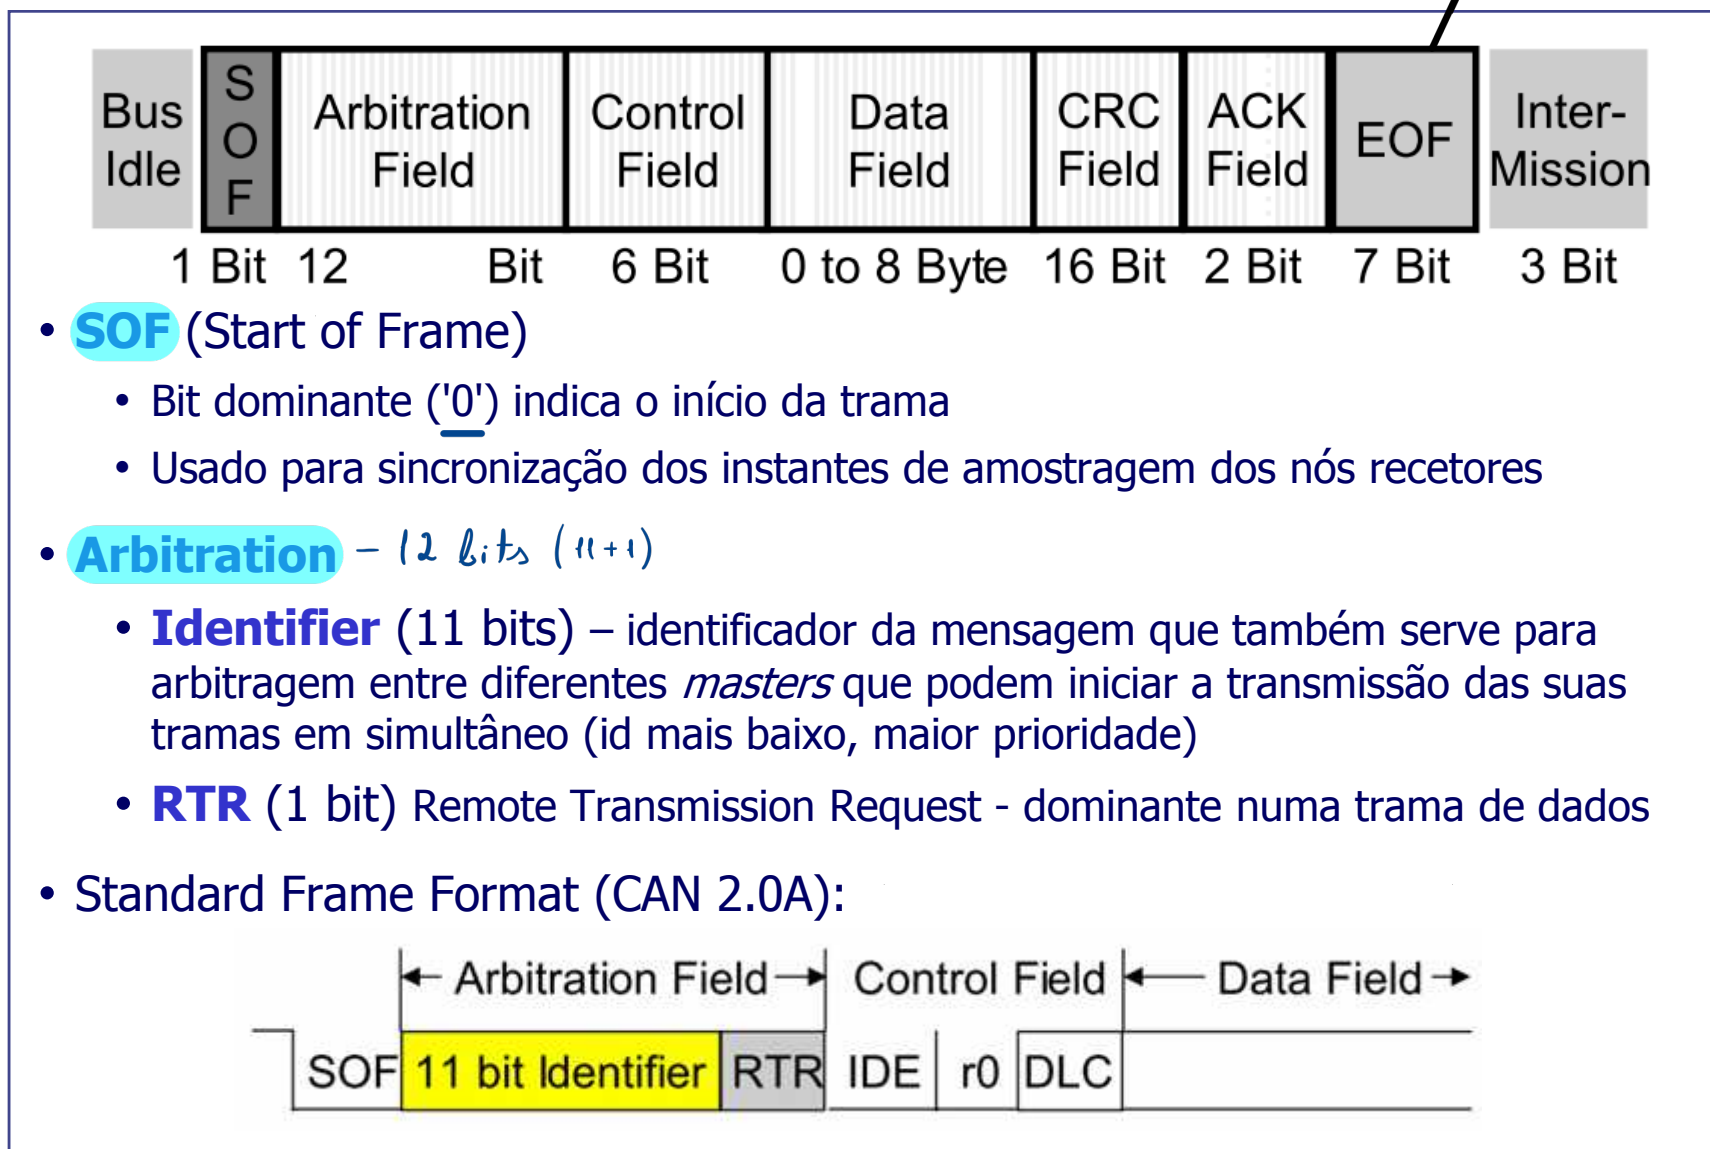 Bus Idle SOF Arbitration Field Control Field Data Field CRC Field ACK Field EOF Inter-Mission
1 Bit 12 Bit 6 Bit 0 to 8 Byte 16 Bit 2 Bit 7 Bit 3 Bit
• SOF (Start of Frame)
• Bit dominante ('0') indica o início da trama
• Usado para sincronização dos instantes de amostragem dos nós recetores
• Arbitration – 12 bits (11+1)
• Identifier (11 bits) – identificador da mensagem que também serve para
arbitragem entre diferentes masters que podem iniciar a transmissão das suas
tramas em simultâneo (id mais baixo, maior prioridade)
• RTR (1 bit) Remote Transmission Request - dominante numa trama de dados
• Standard Frame Format (CAN 2.0A):
Arbitration Field Control Field Data Field
SOF 11 bit Identifier RTR IDE r0 DLC